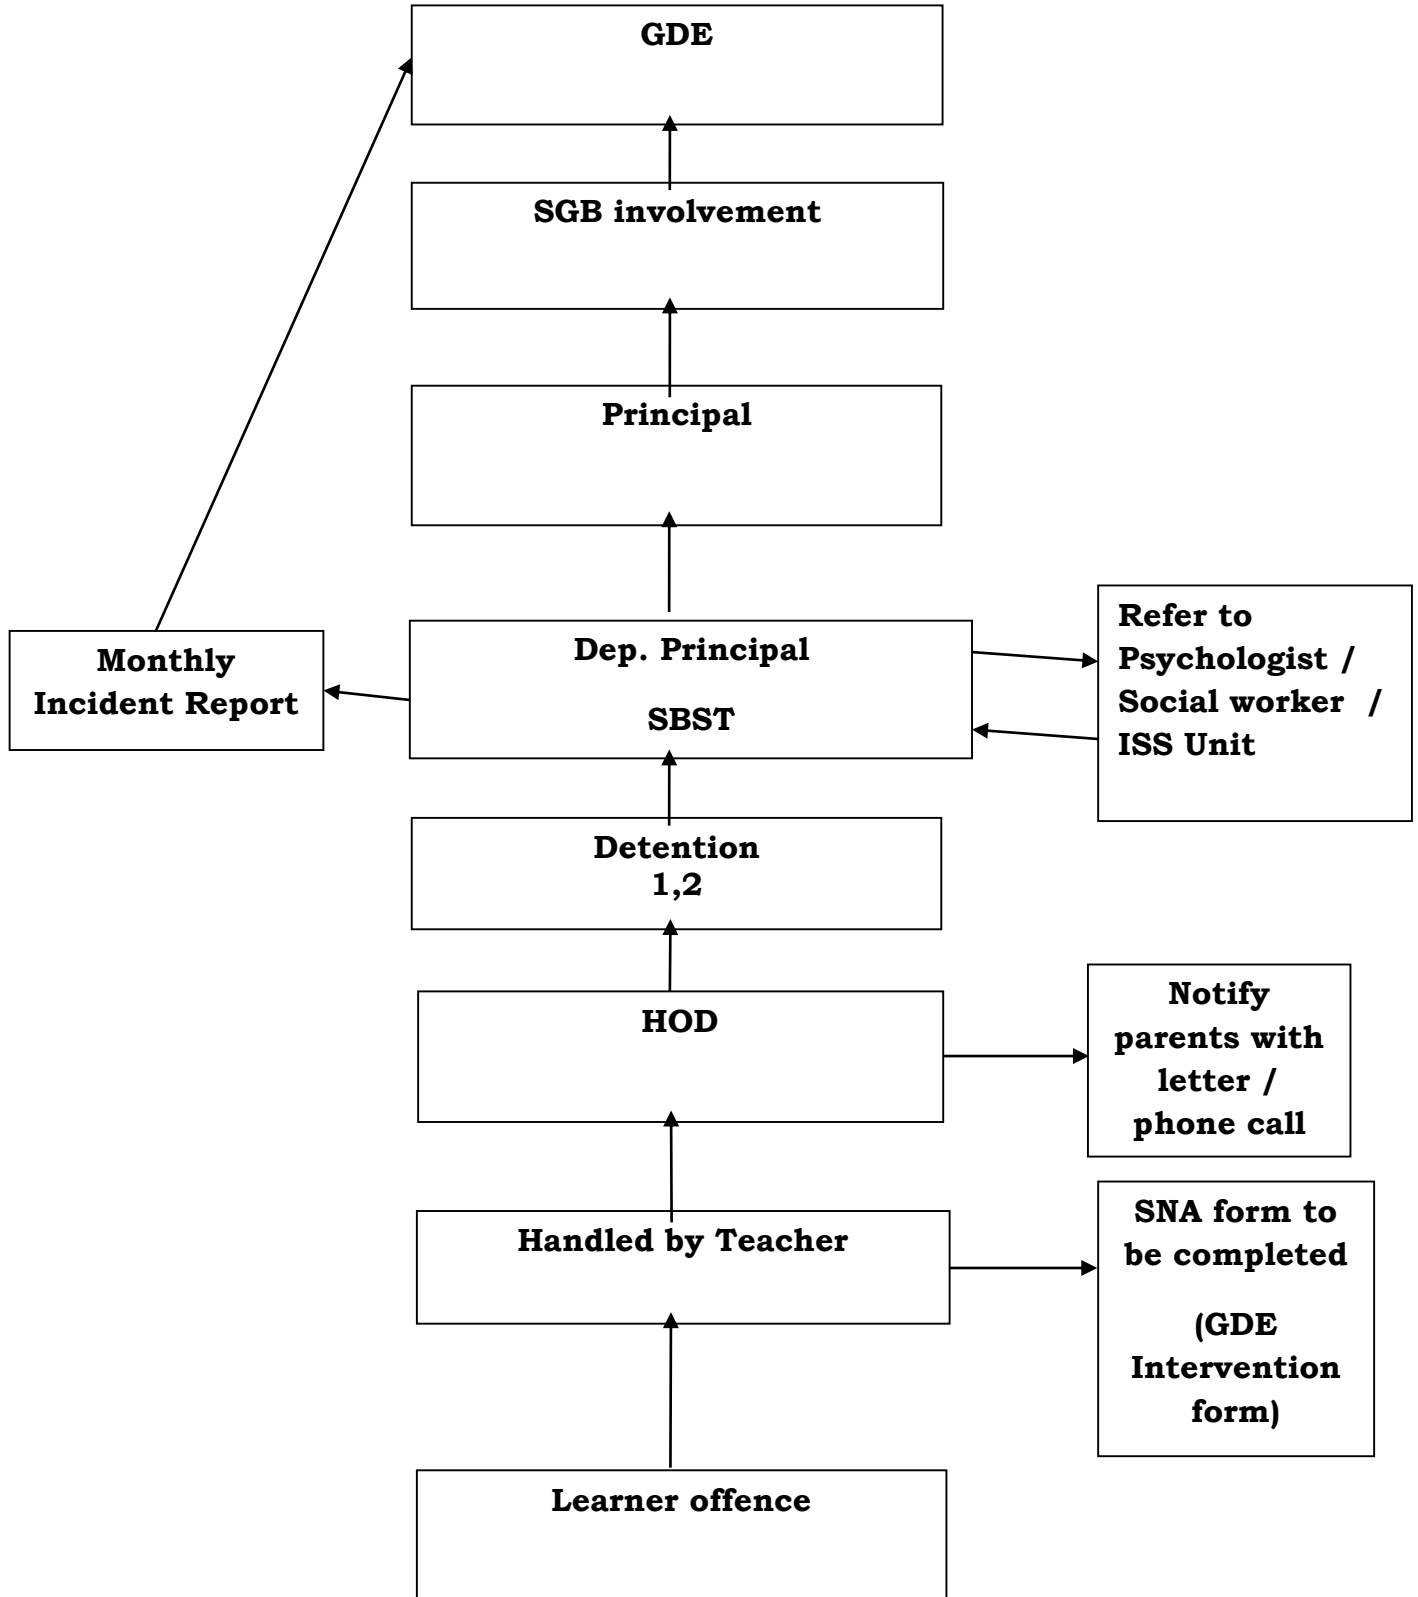 GDE
SGB involvement
Principal
Dep. Principal
SBST
Monthly
Incident Report
Refer to
Psychologist /
Social worker /
ISS Unit
Detention
1,2
HOD
Notify
parents with
letter /
phone call
Handled by Teacher
SNA form to
be completed
(GDE
Intervention
form)
Learner offence